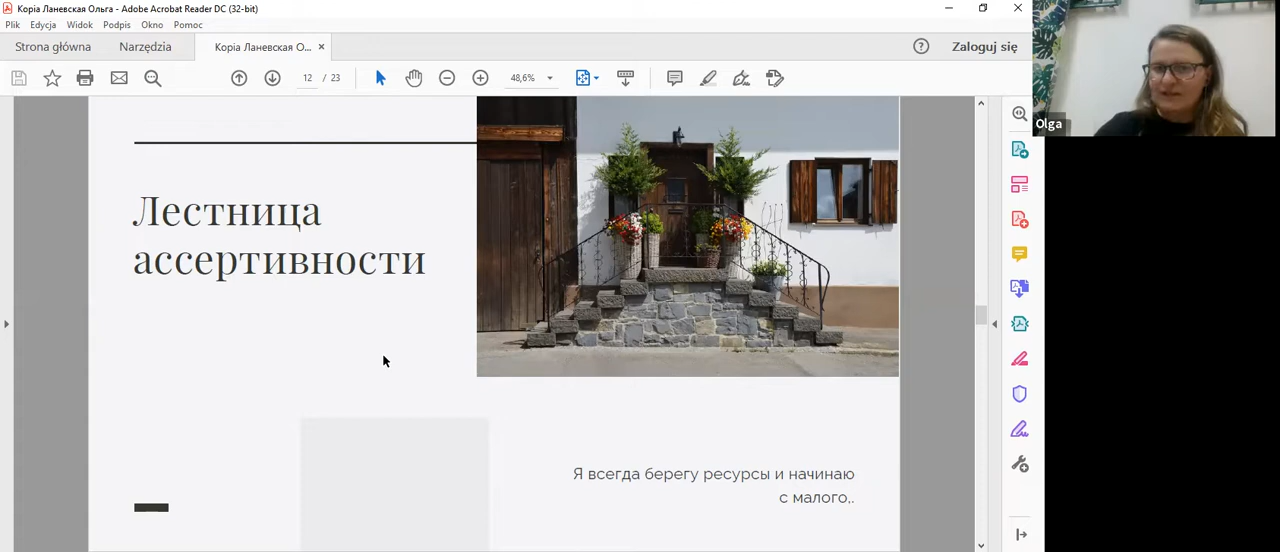 Kopia Ланевская Ольга - Adobe Acrobat Reader DC (32-bit)
Plik Edycja Widok Podpis Okno Pomoc
Strona główna Narzędzia Kopia Ланевская О... × Zaloguj się
12 / 23 48,6%
Olga
Лестница
ассертивности
Я всегда берегу ресурсы и начинаю
с малого,.